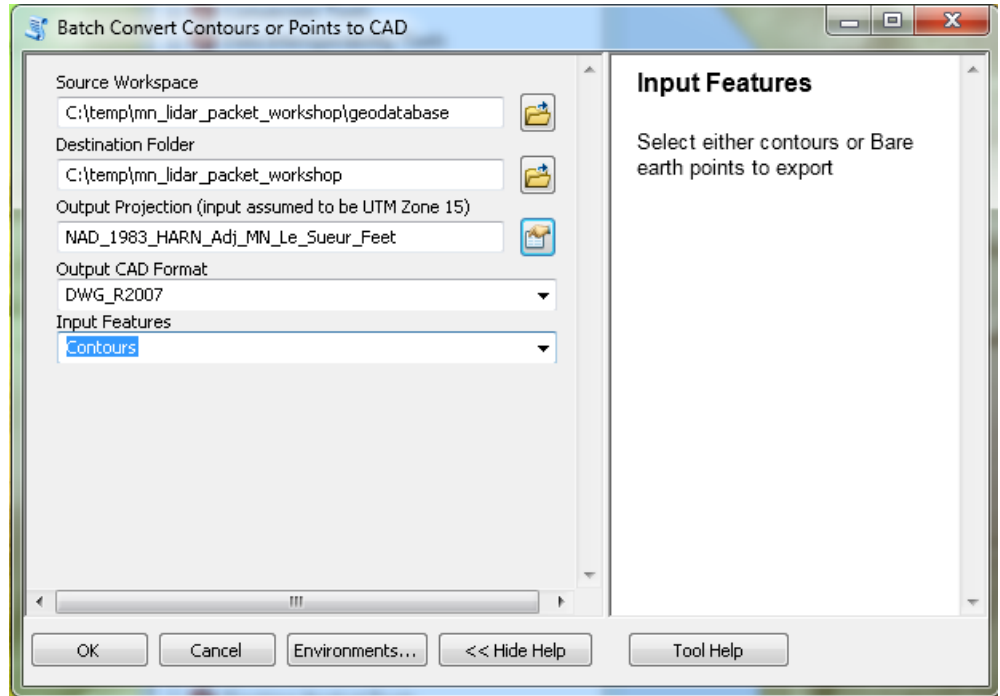 Batch Convert Contours or Points to CAD
Source Workspace
C:\temp\mn_lidar_packet_workshop\geodatabase
Destination Folder
C:\temp\mn_lidar_packet_workshop
Output Projection (input assumed to be UTM Zone 15)
NAD_1983_HARN_Adj_MN_Le_Sueur_Feet
Output CAD Format
DWG_R2007
Input Features
Contours
Input Features
Select either contours or Bare
earth points to export
OK
Cancel
Environments...
<< Hide Help
Tool Help